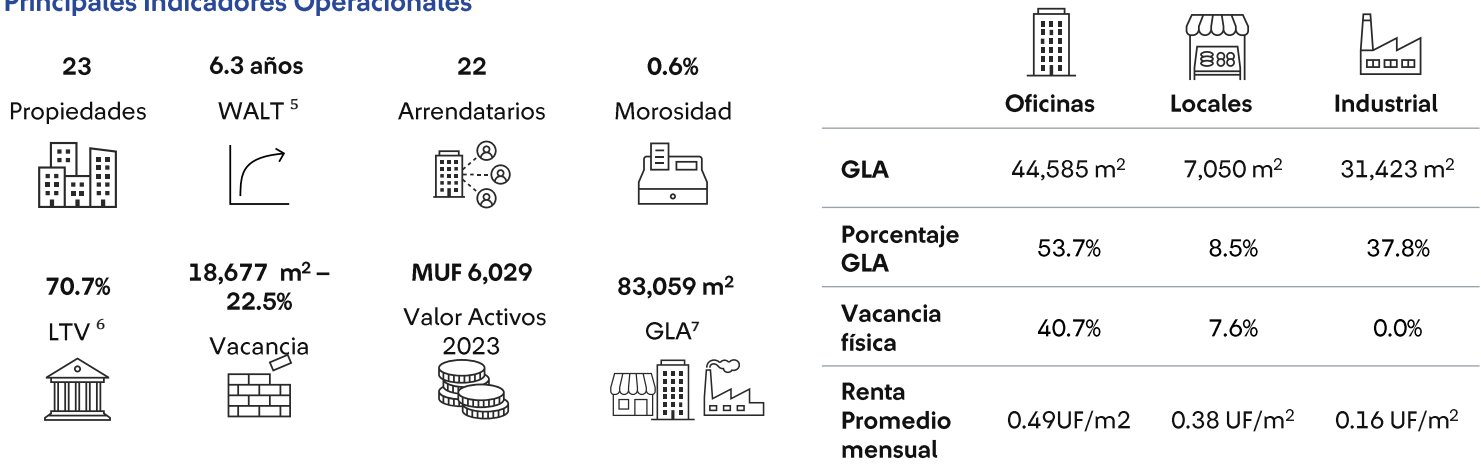 Principales Indicadores Operacionales
23
Propiedades
6.3 años
WALT ⁵
22
Arrendatarios
0.6%
Morosidad
70.7%
LTV ⁶
18,677 m² –
22.5%
Vacancia
MUF 6,029
Valor Activos
2023
83,059 m²
GLA⁷
Oficinas Locales Industrial
GLA 44,585 m² 7,050 m² 31,423 m²
Porcentaje
GLA 53.7% 8.5% 37.8%
Vacancia
física 40.7% 7.6% 0.0%
Renta
Promedio 0.49UF/m2 0.38 UF/m² 0.16 UF/m²
mensual